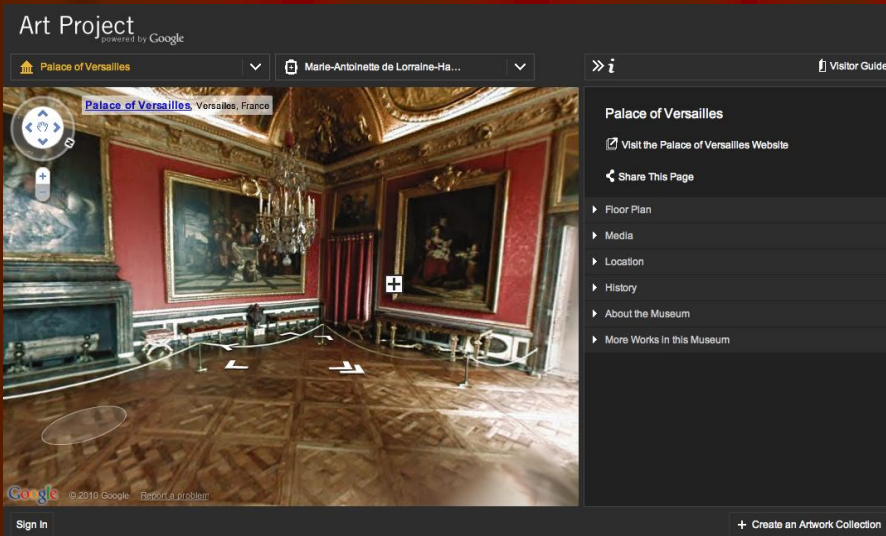 Art Project
powered by Google
Palace of Versailles
Marie-Antoinette de Lorraine-Ha...
i
Visitor Guide
Palace of Versailles, Versailes, France
Palace of Versailles
Visit the Palace of Versailles Website
Share This Page
Floor Plan
Media
Location
History
About the Museum
More Works in this Museum
Google © 2010 Google Report a problem
Sign In
+ Create an Artwork Collection